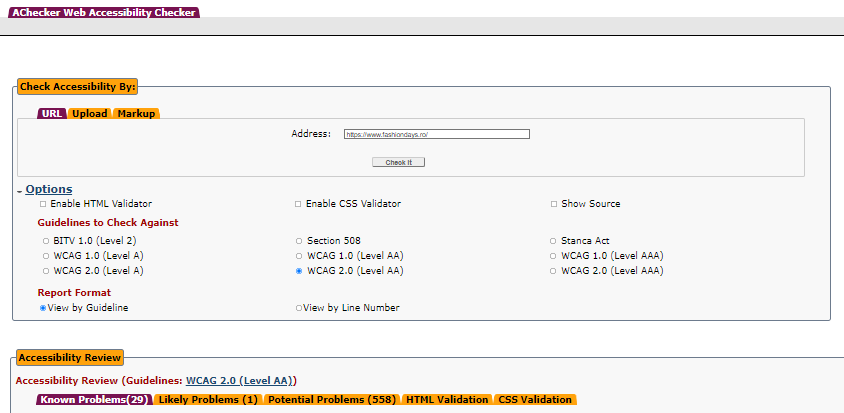 AChecker Web Accessibility Checker
Check Accessibility By:
URL Upload Markup
Address: https://www.fashiondays.ro/
Check It
Options
Enable HTML Validator Enable CSS Validator Show Source
Guidelines to Check Against
BITV 1.0 (Level 2) Section 508 Stanca Act
WCAG 1.0 (Level A) WCAG 1.0 (Level AA) WCAG 1.0 (Level AAA)
WCAG 2.0 (Level A) WCAG 2.0 (Level AA) WCAG 2.0 (Level AAA)
Report Format
View by Guideline View by Line Number
Accessibility Review
Accessibility Review (Guidelines: WCAG 2.0 (Level AA))
Known Problems(29) Likely Problems (1) Potential Problems (558) HTML Validation CSS Validation